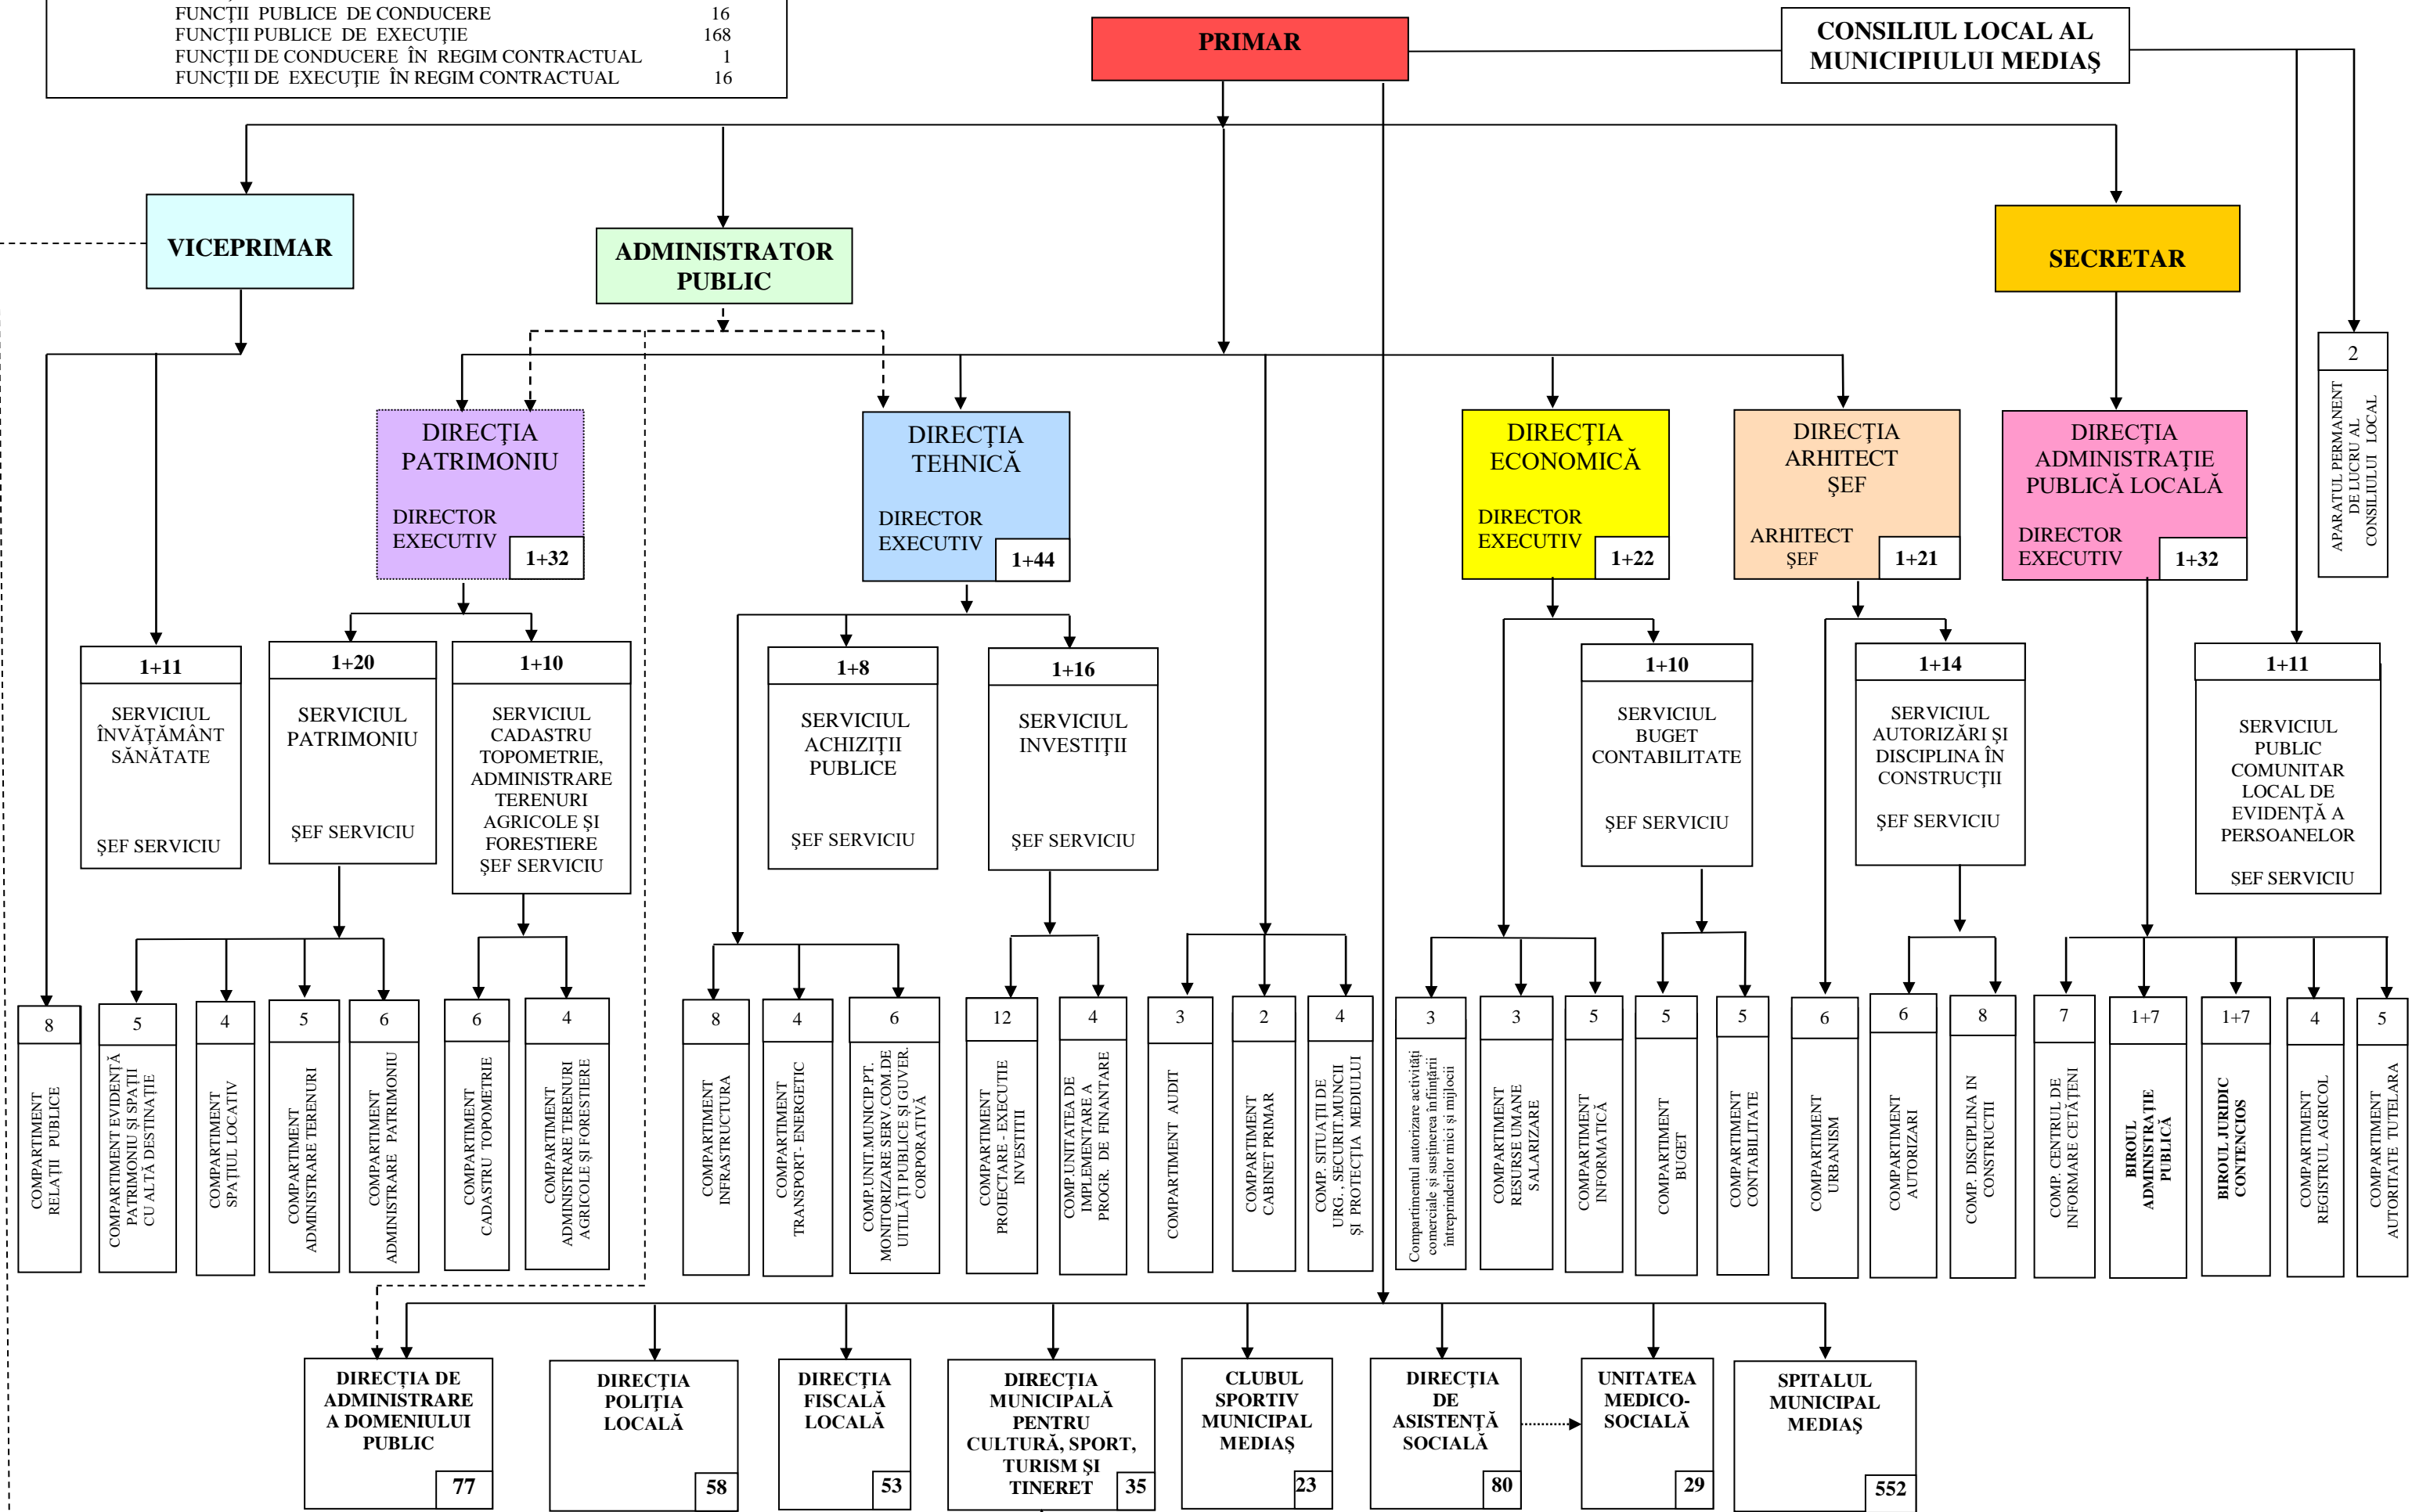 FUNCŢII PUBLICE DE CONDUCERE 16
FUNCŢII PUBLICE DE EXECUŢIE 168
FUNCŢII DE CONDUCERE ÎN REGIM CONTRACTUAL 1
FUNCŢII DE EXECUŢIE ÎN REGIM CONTRACTUAL 16
PRIMAR
CONSILIUL LOCAL AL
MUNICIPIULUI MEDIAŞ
VICEPRIMAR
ADMINISTRATOR
PUBLIC
SECRETAR
2
APARATUL PERMANENT
DE LUCRU AL
CONSILIULUI LOCAL
DIRECŢIA
PATRIMONIU
DIRECTOR
EXECUTIV
1+32
DIRECŢIA
TEHNICĂ
DIRECTOR
EXECUTIV
1+44
DIRECŢIA
ECONOMICĂ
DIRECTOR
EXECUTIV
1+22
DIRECŢIA
ARHITECT
ŞEF
ARHITECT
ŞEF
1+21
DIRECŢIA
ADMINISTRAŢIE
PUBLICĂ LOCALĂ
DIRECTOR
EXECUTIV
1+32
1+11
SERVICIUL
ÎNVĂŢĂMÂNT
SĂNĂTATE
ŞEF SERVICIU
1+20
SERVICIUL
PATRIMONIU
ŞEF SERVICIU
1+10
SERVICIUL
CADASTRU
TOPOMETRIE,
ADMINISTRARE
TERENURI
AGRICOLE ŞI
FORESTIERE
ŞEF SERVICIU
1+8
SERVICIUL
ACHIZIŢII
PUBLICE
ŞEF SERVICIU
1+16
SERVICIUL
INVESTIŢII
ŞEF SERVICIU
1+10
SERVICIUL
BUGET
CONTABILITATE
ŞEF SERVICIU
1+14
SERVICIUL
AUTORIZĂRI ŞI
DISCIPLINA ÎN
CONSTRUCŢII
ŞEF SERVICIU
1+11
SERVICIUL
PUBLIC
COMUNITAR
LOCAL DE
EVIDENŢĂ A
PERSOANELOR
ŞEF SERVICIU
8
COMPARTIMENT
RELAŢII PUBLICE
5
COMPARTIMENT EVIDENŢĂ
PATRIMONIU ŞI SPAŢII
CU ALTĂ DESTINAŢIE
4
COMPARTIMENT
SPAŢIUL LOCATIV
5
COMPARTIMENT
ADMINISTRARE TERENURI
6
COMPARTIMENT
ADMINISTRARE PATRIMONIU
6
COMPARTIMENT
CADASTRU TOPOMETRIE
4
COMPARTIMENT
ADMINISTRARE TERENURI
AGRICOLE ŞI FORESTIERE
8
COMPARTIMENT
INFRASTRUCTURA
4
COMPARTIMENT
TRANSPORT- ENERGETIC
6
COMP.UNIT.MUNICIP.PT.
MONITORIZARE SERV.COM.DE
UITILĂŢI PUBLICE ŞI GUVER.
CORPORATIVĂ
12
COMPARTIMENT
PROIECTARE - EXECUTIE
INVESTITII
4
COMP.UNITATEA DE
IMPLEMENTARE A
PROGR. DE FINANTARE
3
COMPARTIMENT AUDIT
2
COMPARTIMENT
CABINET PRIMAR
4
COMP. SITUAŢII DE
URG. , SECURIT.MUNCII
ŞI PROTECŢIA MEDIULUI
3
Compartimentul autorizare activităţi
comerciale şi susţinerea înfiinţării
întreprinderilor mici şi mijlocii
3
COMPARTIMENT
RESURSE UMANE
SALARIZARE
5
COMPARTIMENT
INFORMATICĂ
5
COMPARTIMENT
BUGET
5
COMPARTIMENT
CONTABILITATE
6
COMPARTIMENT
URBANISM
6
COMPARTIMENT
AUTORIZARI
8
COMP. DISCIPLINA IN
CONSTRUCTII
7
COMP. CENTRUL DE
INFORMARE CETĂŢENI
1+7
BIROUL
ADMINISTRAŢIE
PUBLICĂ
1+7
BIROUL JURIDIC
CONTENCIOS
4
COMPARTIMENT
REGISTRUL AGRICOL
5
COMPARTIMENT
AUTORITATE TUTELARA
DIRECŢIA DE
ADMINISTRARE
A DOMENIULUI
PUBLIC
77
DIRECŢIA
POLIŢIA
LOCALĂ
58
DIRECŢIA
FISCALĂ
LOCALĂ
53
DIRECŢIA
MUNICIPALĂ
PENTRU
CULTURĂ, SPORT,
TURISM ŞI
TINERET
35
CLUBUL
SPORTIV
MUNICIPAL
MEDIAŞ
23
DIRECŢIA
DE
ASISTENŢĂ
SOCIALĂ
80
UNITATEA
MEDICO-
SOCIALĂ
29
SPITALUL
MUNICIPAL
MEDIAŞ
552